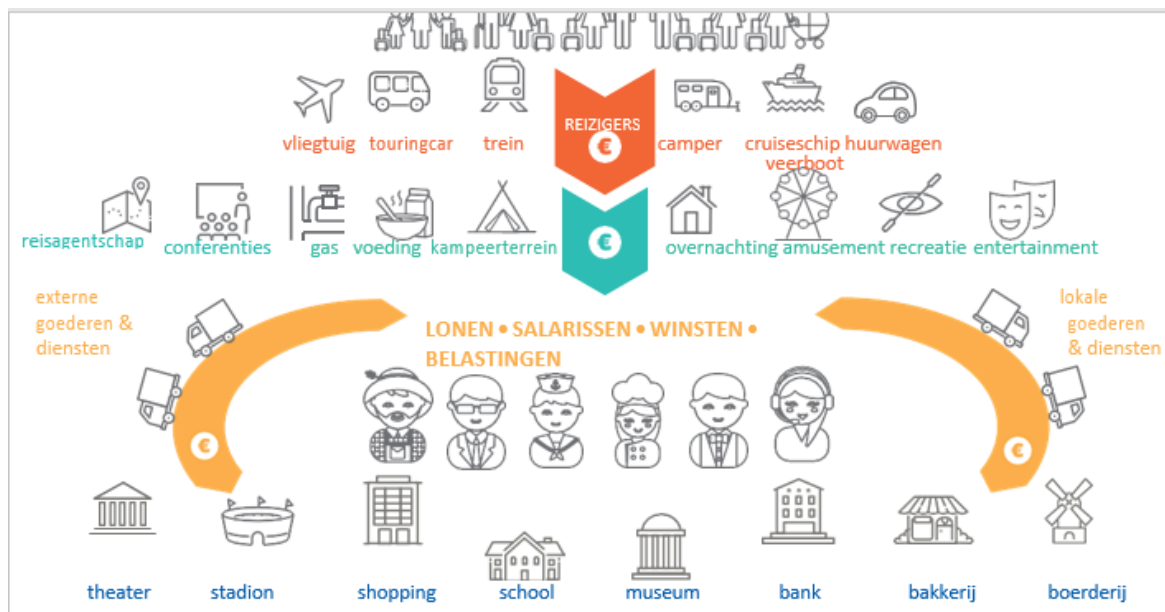 REIZIGERS
€
vliegtuig touringcar trein camper cruiseschip huurwagen
veerboot
€
reisagentschap conferenties gas voeding kampeerterrein overnachting amusement recreatie entertainment
externe
goederen &
diensten
lokale
goederen
& diensten
LONEN • SALARISSEN • WINSTEN •
BELASTINGEN
€
€
theater stadion shopping school museum bank bakkerij boerderij